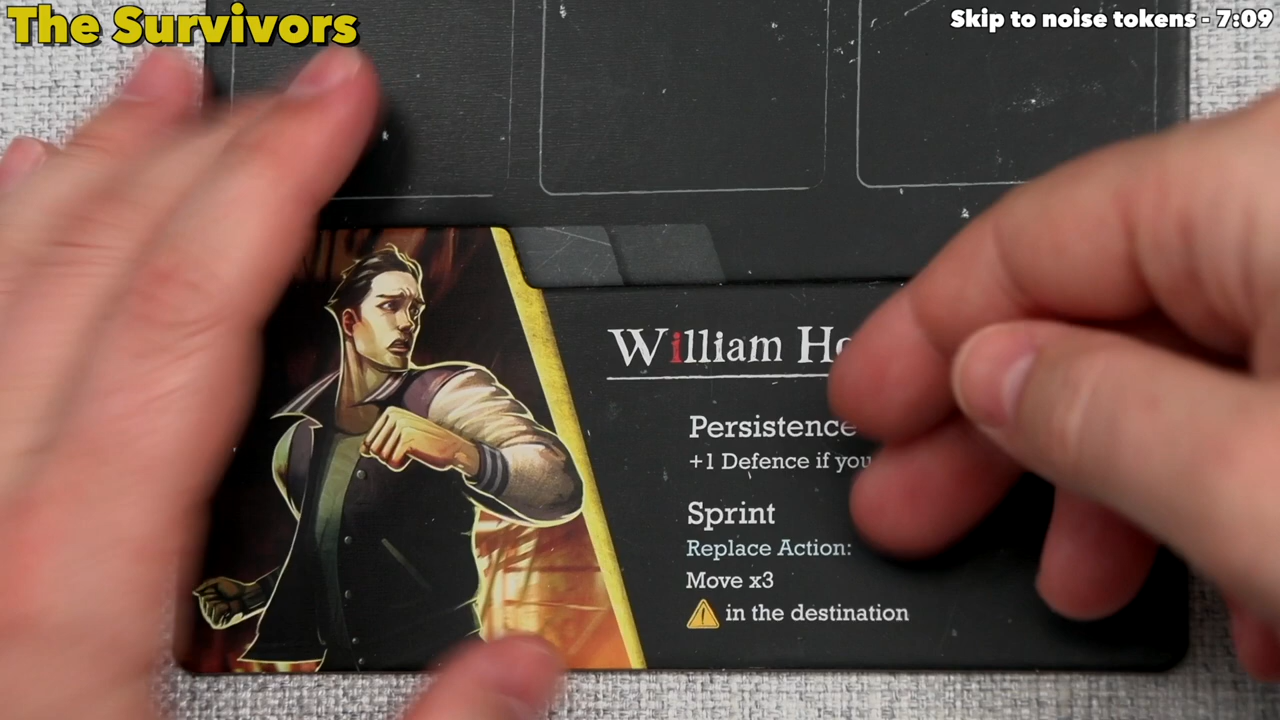 The Survivors
Skip to noise tokens - 7:09
William
Persistence
+1 Defence if you
Sprint
Replace Action:
Move x3
in the destination